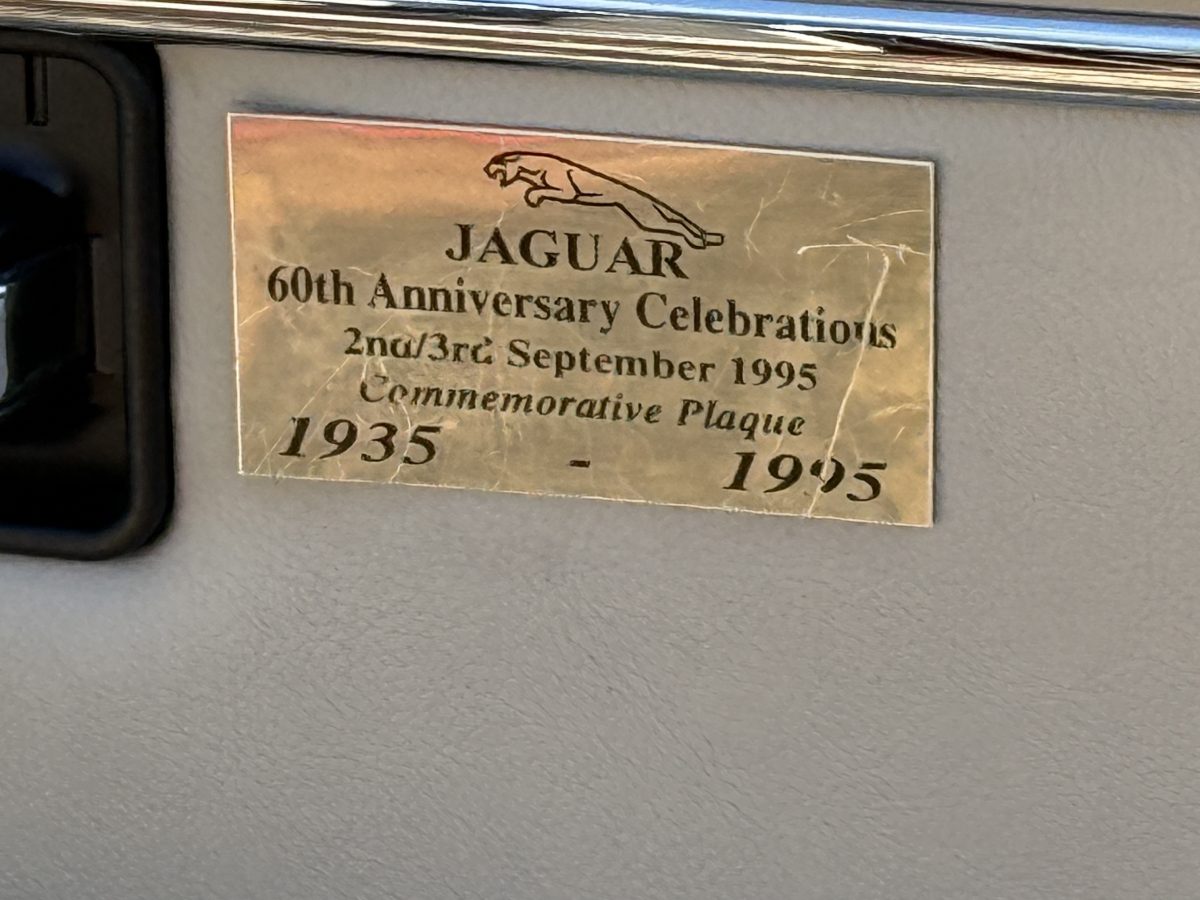 JAGUAR
60th Anniversary Celebrations
2nd/3rd September 1995
Commemorative Plaque
1935 - 1995